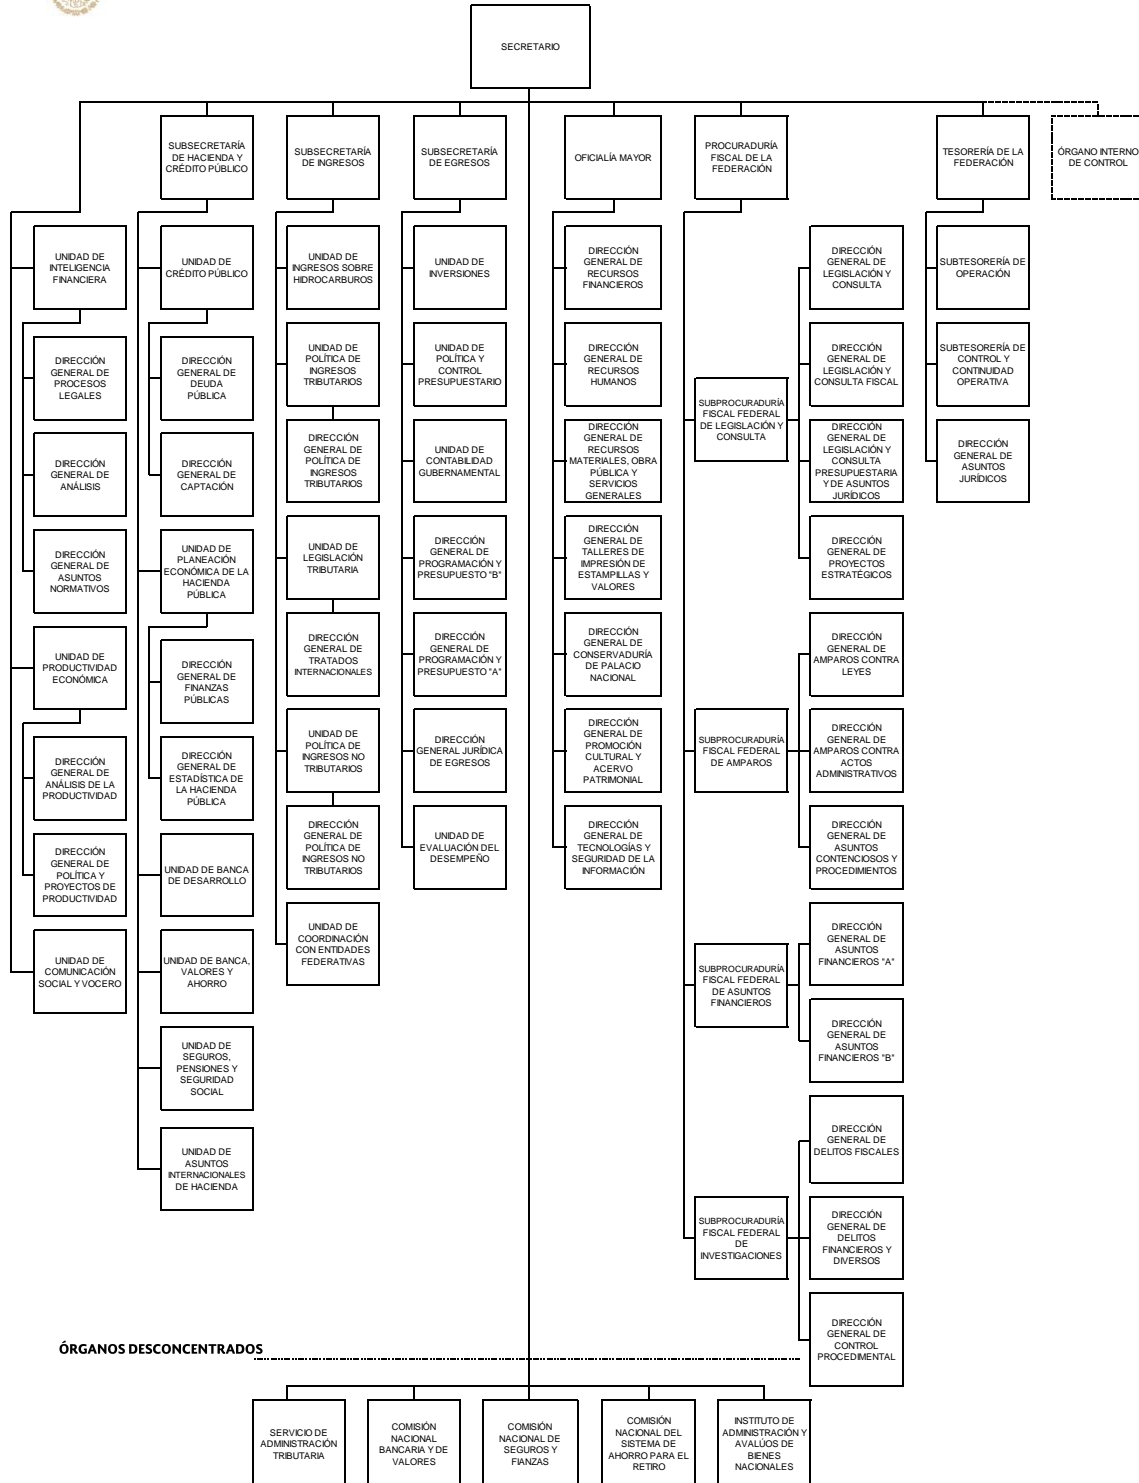 SECRETARIO
SUBSECRETARÍA
DE HACIENDA Y
CRÉDITO PÚBLICO
SUBSECRETARÍA
DE INGRESOS
SUBSECRETARÍA
DE EGRESOS
OFICIALÍA MAYOR
PROCURADURÍA
FISCAL DE LA
FEDERACIÓN
TESORERÍA DE LA
FEDERACIÓN
ÓRGANO INTERNO
DE CONTROL
UNIDAD DE
INTELIGENCIA
FINANCIERA
DIRECCIÓN
GENERAL DE
PROCESOS
LEGALES
DIRECCIÓN
GENERAL DE
ANÁLISIS
DIRECCIÓN
GENERAL DE
ASUNTOS
NORMATIVOS
UNIDAD DE
PRODUCTIVIDAD
ECONÓMICA
DIRECCIÓN
GENERAL DE
ANÁLISIS DE LA
PRODUCTIVIDAD
DIRECCIÓN
GENERAL DE
POLÍTICA Y
PROYECTOS DE
PRODUCTIVIDAD
UNIDAD DE
COMUNICACIÓN
SOCIAL Y VOCERO
UNIDAD DE
CRÉDITO PÚBLICO
DIRECCIÓN
GENERAL DE
DEUDA
PÚBLICA
DIRECCIÓN
GENERAL DE
CAPTACIÓN
UNIDAD DE
PLANEACIÓN
ECONÓMICA DE LA
HACIENDA
PÚBLICA
DIRECCIÓN
GENERAL DE
FINANZAS
PÚBLICAS
DIRECCIÓN
GENERAL DE
ESTADÍSTICA DE
LA HACIENDA
PÚBLICA
UNIDAD DE BANCA
DE DESARROLLO
UNIDAD DE BANCA,
VALORES Y
AHORRO
UNIDAD DE
SEGUROS,
PENSIONES Y
SEGURIDAD
SOCIAL
UNIDAD DE
ASUNTOS
INTERNACIONALES
DE HACIENDA
UNIDAD DE
INGRESOS SOBRE
HIDROCARBUROS
UNIDAD DE
POLÍTICA DE
INGRESOS
TRIBUTARIOS
DIRECCIÓN
GENERAL DE
POLÍTICA DE
INGRESOS
TRIBUTARIOS
UNIDAD DE
LEGISLACIÓN
TRIBUTARIA
DIRECCIÓN
GENERAL DE
TRATADOS
INTERNACIONALES
UNIDAD DE
POLÍTICA DE
INGRESOS NO
TRIBUTARIOS
DIRECCIÓN
GENERAL DE
POLÍTICA DE
INGRESOS NO
TRIBUTARIOS
UNIDAD DE
COORDINACIÓN
CON ENTIDADES
FEDERATIVAS
UNIDAD DE
INVERSIONES
UNIDAD DE
POLÍTICA Y
CONTROL
PRESUPUESTARIO
UNIDAD DE
CONTABILIDAD
GUBERNAMENTAL
DIRECCIÓN
GENERAL DE
PROGRAMACIÓN Y
PRESUPUESTO "B"
DIRECCIÓN
GENERAL DE
PROGRAMACIÓN Y
PRESUPUESTO "A"
DIRECCIÓN
GENERAL JURÍDICA
DE EGRESOS
UNIDAD DE
EVALUACIÓN DEL
DESEMPEÑO
DIRECCIÓN
GENERAL DE
RECURSOS
FINANCIEROS
DIRECCIÓN
GENERAL DE
RECURSOS
HUMANOS
DIRECCIÓN
GENERAL DE
RECURSOS
MATERIALES, OBRA
PÚBLICA Y
SERVICIOS
GENERALES
DIRECCIÓN
GENERAL DE
TALLERES DE
IMPRESIÓN DE
ESTAMPILLAS Y
VALORES
DIRECCIÓN
GENERAL DE
CONSERVADURÍA
DE PALACIO
NACIONAL
DIRECCIÓN
GENERAL DE
PROMOCIÓN
CULTURAL Y
ACERVO
PATRIMONIAL
DIRECCIÓN
GENERAL DE
TECNOLOGÍAS Y
SEGURIDAD DE LA
INFORMACIÓN
SUBPROCURADURÍA
FISCAL FEDERAL
DE LEGISLACIÓN Y
CONSULTA
DIRECCIÓN
GENERAL DE
LEGISLACIÓN Y
CONSULTA
DIRECCIÓN
GENERAL DE
LEGISLACIÓN Y
CONSULTA FISCAL
DIRECCIÓN
GENERAL DE
LEGISLACIÓN Y
CONSULTA
PRESUPUESTARIA
Y DE ASUNTOS
JURÍDICOS
DIRECCIÓN
GENERAL DE
PROYECTOS
ESTRATÉGICOS
SUBPROCURADURÍA
FISCAL FEDERAL
DE AMPAROS
DIRECCIÓN
GENERAL DE
AMPAROS CONTRA
LEYES
DIRECCIÓN
GENERAL DE
AMPAROS CONTRA
ACTOS
ADMINISTRATIVOS
DIRECCIÓN
GENERAL DE
ASUNTOS
CONTENCIOSOS Y
PROCEDIMIENTOS
SUBPROCURADURÍA
FISCAL FEDERAL
DE ASUNTOS
FINANCIEROS
DIRECCIÓN
GENERAL DE
ASUNTOS
FINANCIEROS "A"
DIRECCIÓN
GENERAL DE
ASUNTOS
FINANCIEROS "B"
SUBPROCURADURÍA
FISCAL FEDERAL
DE
INVESTIGACIONES
DIRECCIÓN
GENERAL DE
DELITOS FISCALES
DIRECCIÓN
GENERAL DE
DELITOS
FINANCIEROS Y
DIVERSOS
DIRECCIÓN
GENERAL DE
CONTROL
PROCEDIMENTAL
SUBTESORERÍA DE
OPERACIÓN
SUBTESORERÍA DE
CONTROL Y
CONTINUIDAD
OPERATIVA
DIRECCIÓN
GENERAL DE
ASUNTOS
JURÍDICOS
ÓRGANOS DESCONCENTRADOS
SERVICIO DE
ADMINISTRACIÓN
TRIBUTARIA
COMISIÓN
NACIONAL
BANCARIA Y DE
VALORES
COMISIÓN
NACIONAL DE
SEGUROS Y
FIANZAS
COMISIÓN
NACIONAL DEL
SISTEMA DE
AHORRO PARA EL
RETIRO
INSTITUTO DE
ADMINISTRACIÓN Y
AVALÚOS DE
BIENES
NACIONALES